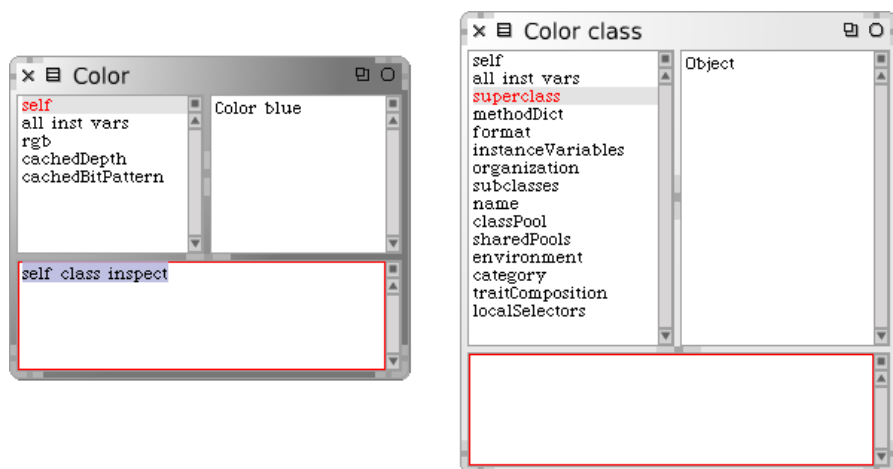 Color
self
all inst vars
rgb
cachedDepth
cachedBitPattern
Color blue
self class inspect
Color class
self
all inst vars
superclass
methodDict
format
instanceVariables
organization
subclasses
name
classPool
sharedPools
environment
category
traitComposition
localSelectors
Object